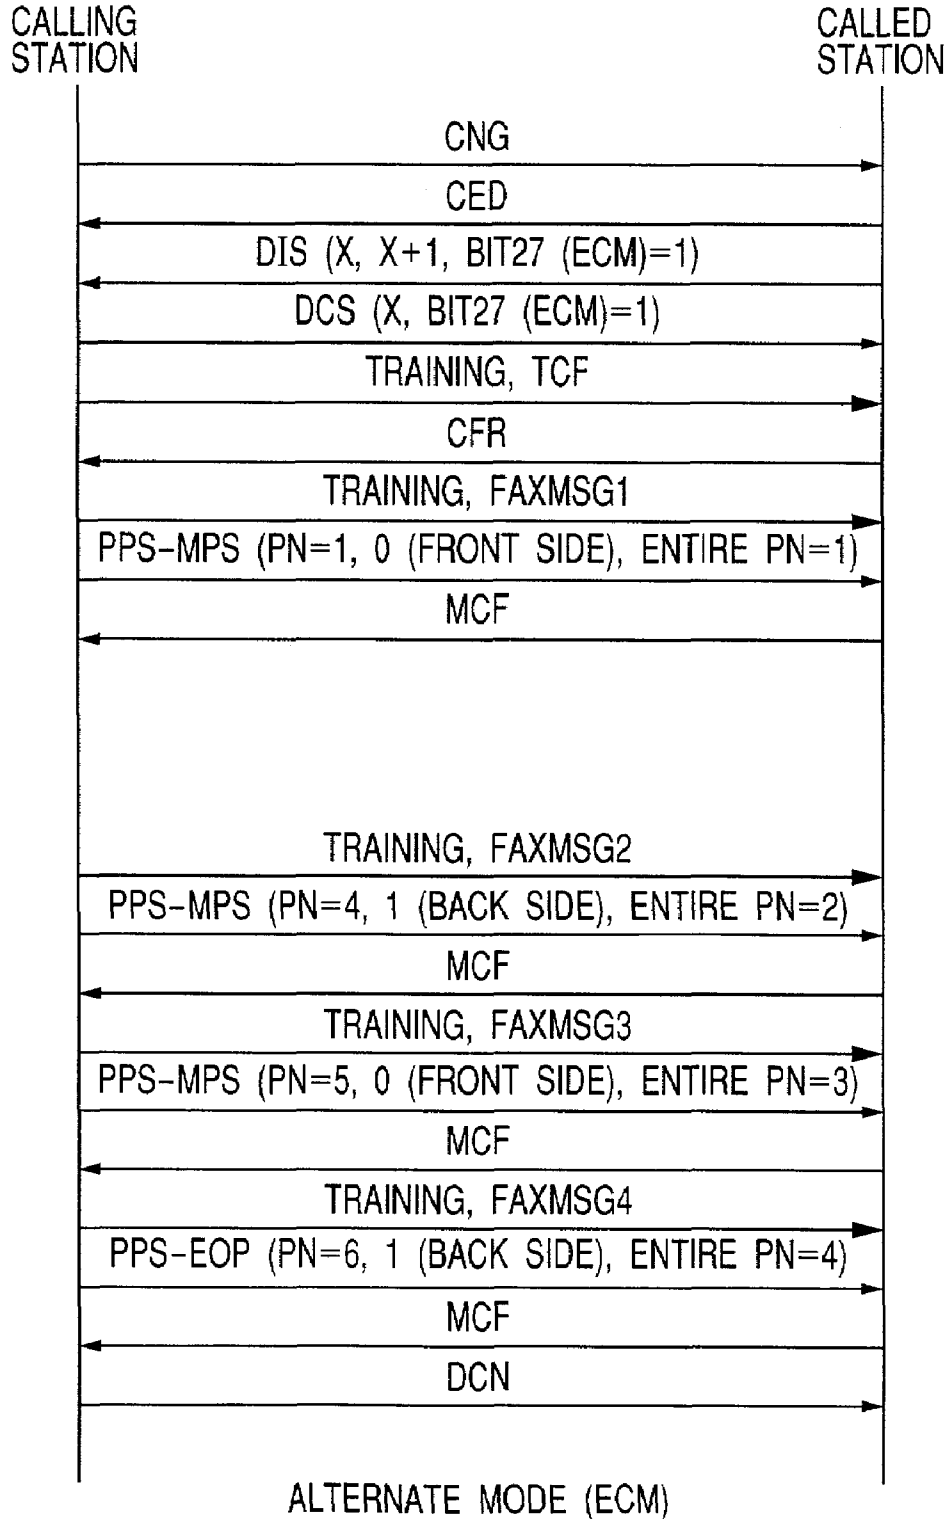 CALLING
STATION
CALLED
STATION
CNG
CED
DIS (X, X+1, BIT27 (ECM)=1)
DCS (X, BIT27 (ECM)=1)
TRAINING, TCF
CFR
TRAINING, FAXMSG1
PPS-MPS (PN=1, 0 (FRONT SIDE), ENTIRE PN=1)
MCF
TRAINING, FAXMSG2
PPS-MPS (PN=4, 1 (BACK SIDE), ENTIRE PN=2)
MCF
TRAINING, FAXMSG3
PPS-MPS (PN=5, 0 (FRONT SIDE), ENTIRE PN=3)
MCF
TRAINING, FAXMSG4
PPS-EOP (PN=6, 1 (BACK SIDE), ENTIRE PN=4)
MCF
DCN
ALTERNATE MODE (ECM)